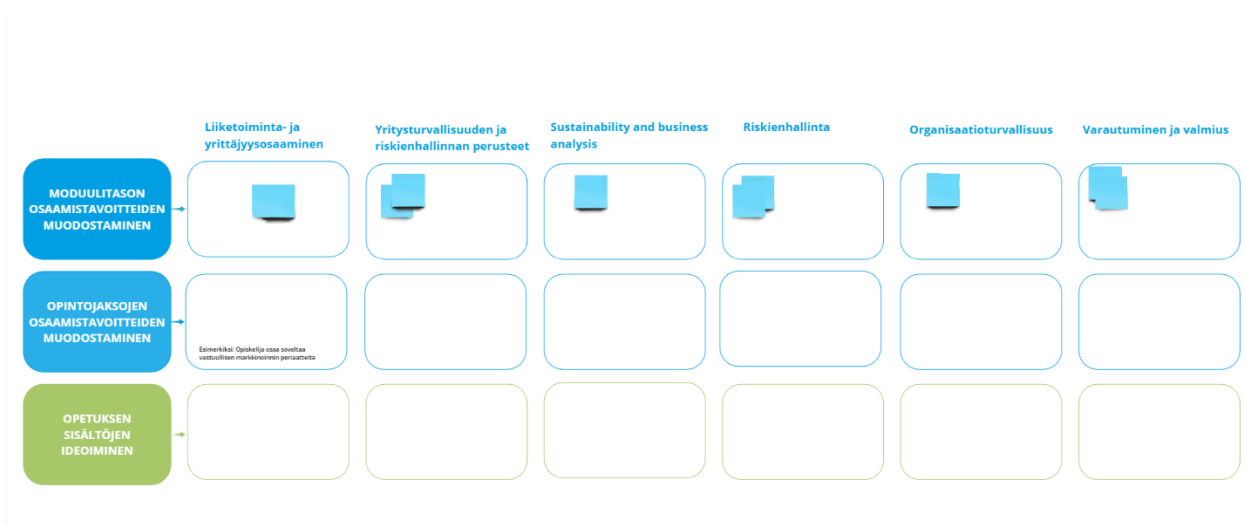 Liiketoiminta- ja
yrittäjyysosaaminen
Yritysturvallisuuden ja
riskienhallinnan perusteet
Sustainability and business
analysis
Riskienhallinta
Organisaatioturvallisuus
Varautuminen ja valmius
MODUULITASON
OSAAMISTAVOITTEIDEN
MUODOSTAMINEN
OPINTOJAKSOJEN
OSAAMISTAVOITTEIDEN
MUODOSTAMINEN
Esimerkiksi: Opiskelija osaa soveltaa
vastuullisen markkinoinnin periaatteita
OPETUKSEN
SISÄLTÖJEN
IDEOIMINEN